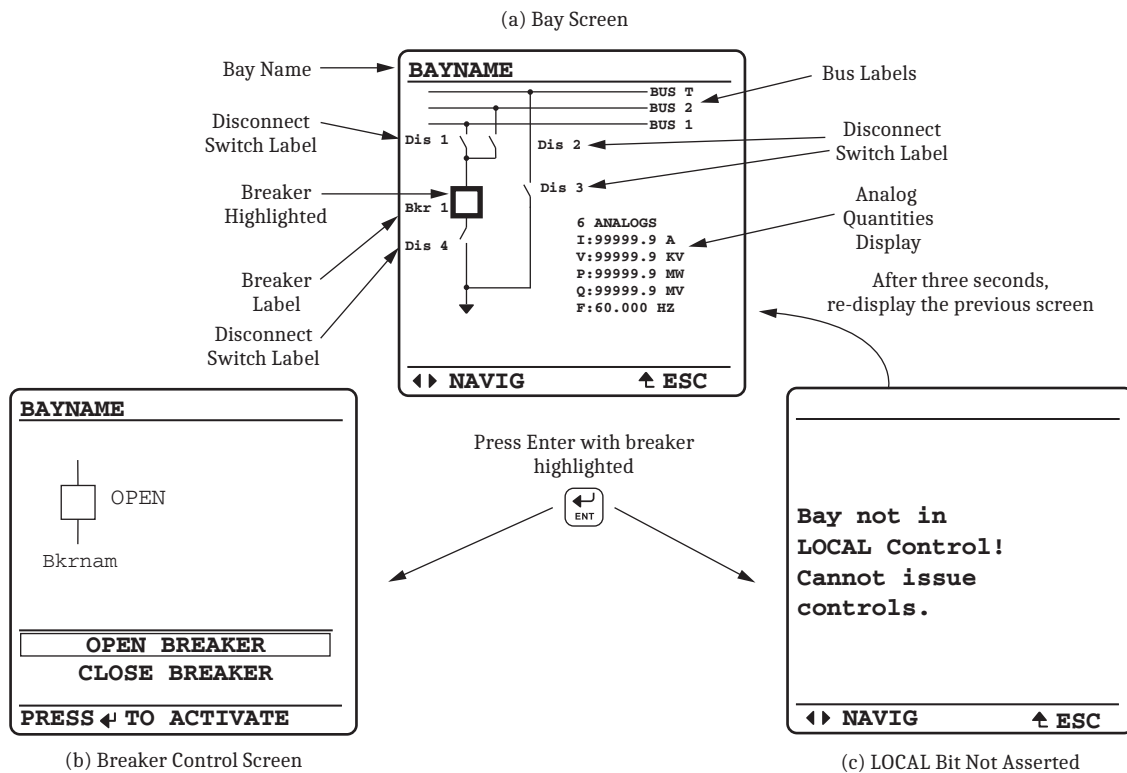 (a) Bay Screen
Bay Name
BAYNAME
Bus Labels
BUS T
BUS 2
BUS 1
Disconnect
Switch Label
Dis 1
Dis 2
Disconnect
Switch Label
Breaker
Highlighted
Dis 3
Bkr 1
Analog
Quantities
Display
6 ANALOGS
I:99999.9 A
V:99999.9 KV
P:99999.9 MW
Q:99999.9 MV
F:60.000 HZ
Dis 4
Breaker
Label
Disconnect
Switch Label
After three seconds,
re-display the previous screen
NAVIG
ESC
BAYNAME
OPEN
Bkrnam
OPEN BREAKER
CLOSE BREAKER
PRESS TO ACTIVATE
(b) Breaker Control Screen
Press Enter with breaker
highlighted
ENT
Bay not in
LOCAL Control!
Cannot issue
controls.
NAVIG
ESC
(c) LOCAL Bit Not Asserted